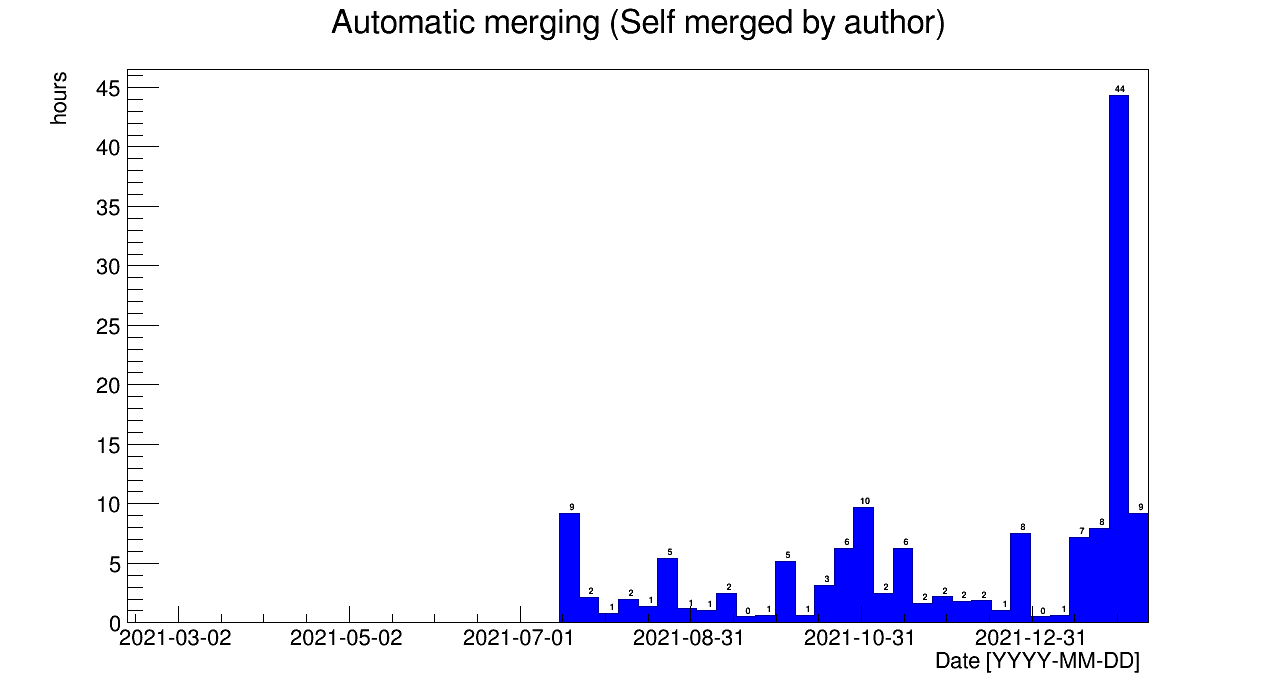 Automatic merging (Self merged by author)
hours
45
40
35
30
25
20
15
10
5
0
9 2 1 2 1 5 1 1 2 0 1 5 1 3 6 10 2 6 2 2 2 2 1 8 0 1 7 8 44 9
2021-03-02 2021-05-02 2021-07-01 2021-08-31 2021-10-31 2021-12-31
Date [YYYY-MM-DD]